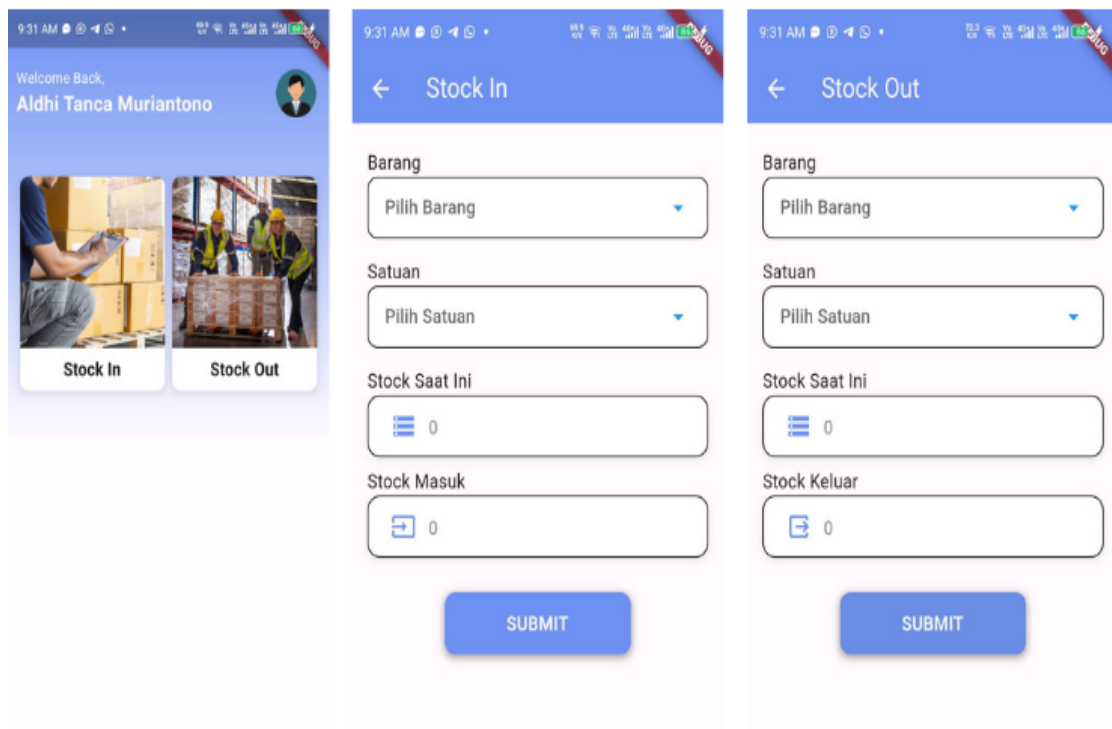 9:31 AM
Welcome Back,
Aldhi Tanca Muriantono
Stock In
Stock Out
9:31 AM
Stock In
Barang
Pilih Barang
Satuan
Pilih Satuan
Stock Saat Ini
0
Stock Masuk
0
SUBMIT
9:31 AM
Stock Out
Barang
Pilih Barang
Satuan
Pilih Satuan
Stock Saat Ini
0
Stock Keluar
0
SUBMIT